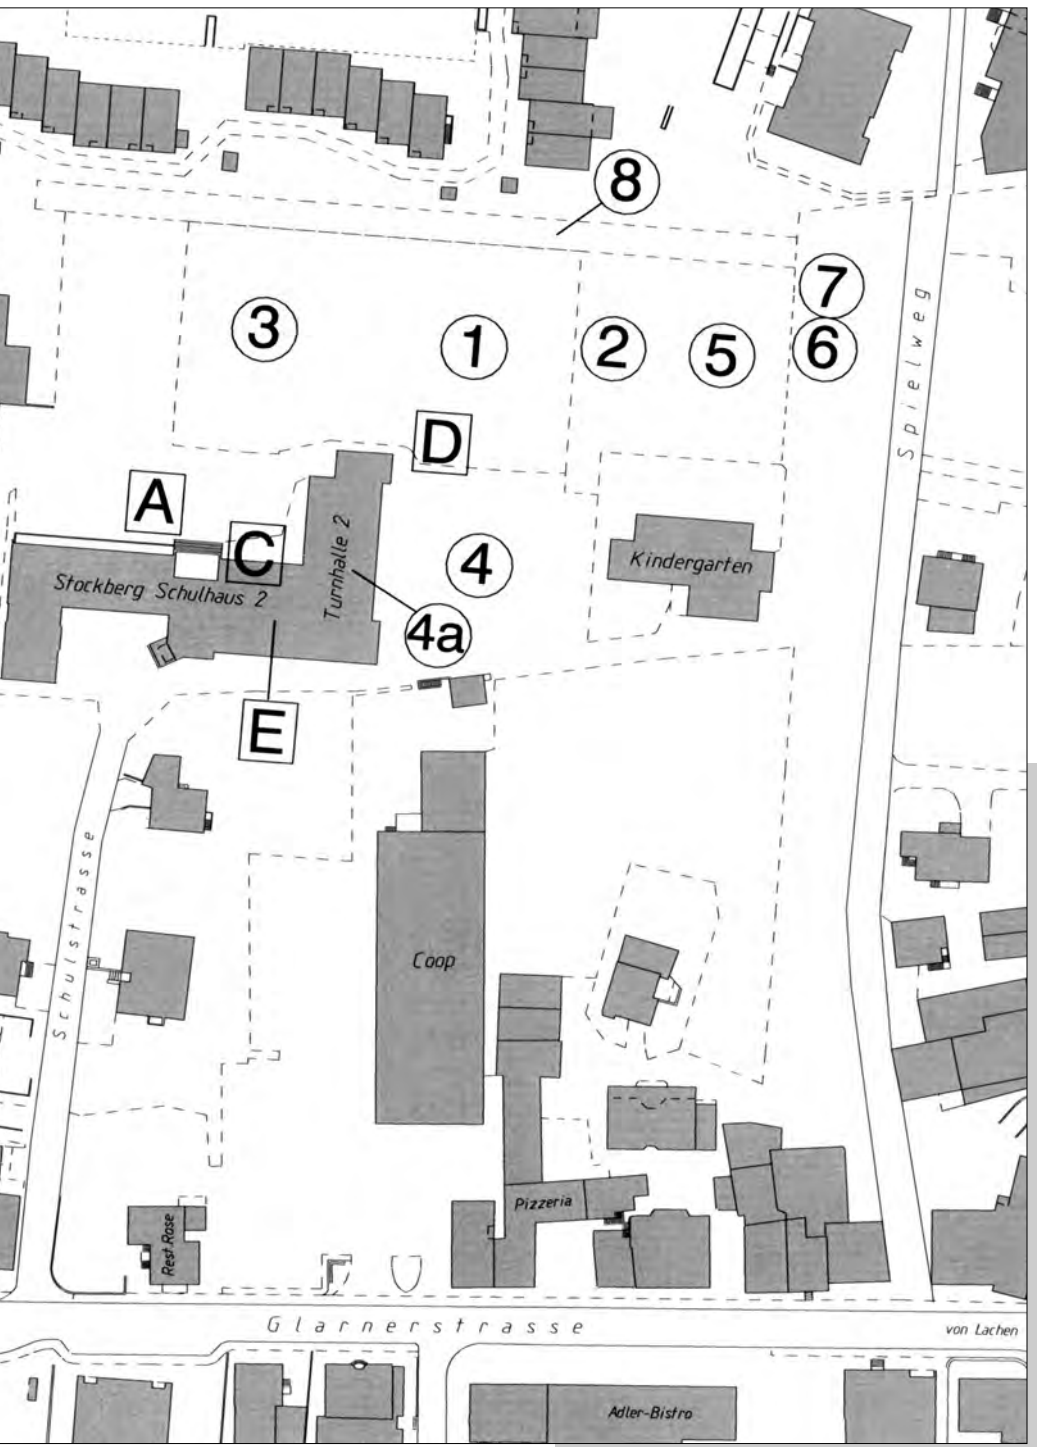 8
7
3
1
2
5
6
Spielweg
D
A
C
Turnhalle 2
4
Kindergarten
Stockberg Schulhaus 2
4a
E
Schulstrasse
Coop
Pizzeria
Rest.Rose
Glarnerstrasse
von Lachen
Adler-Bistro